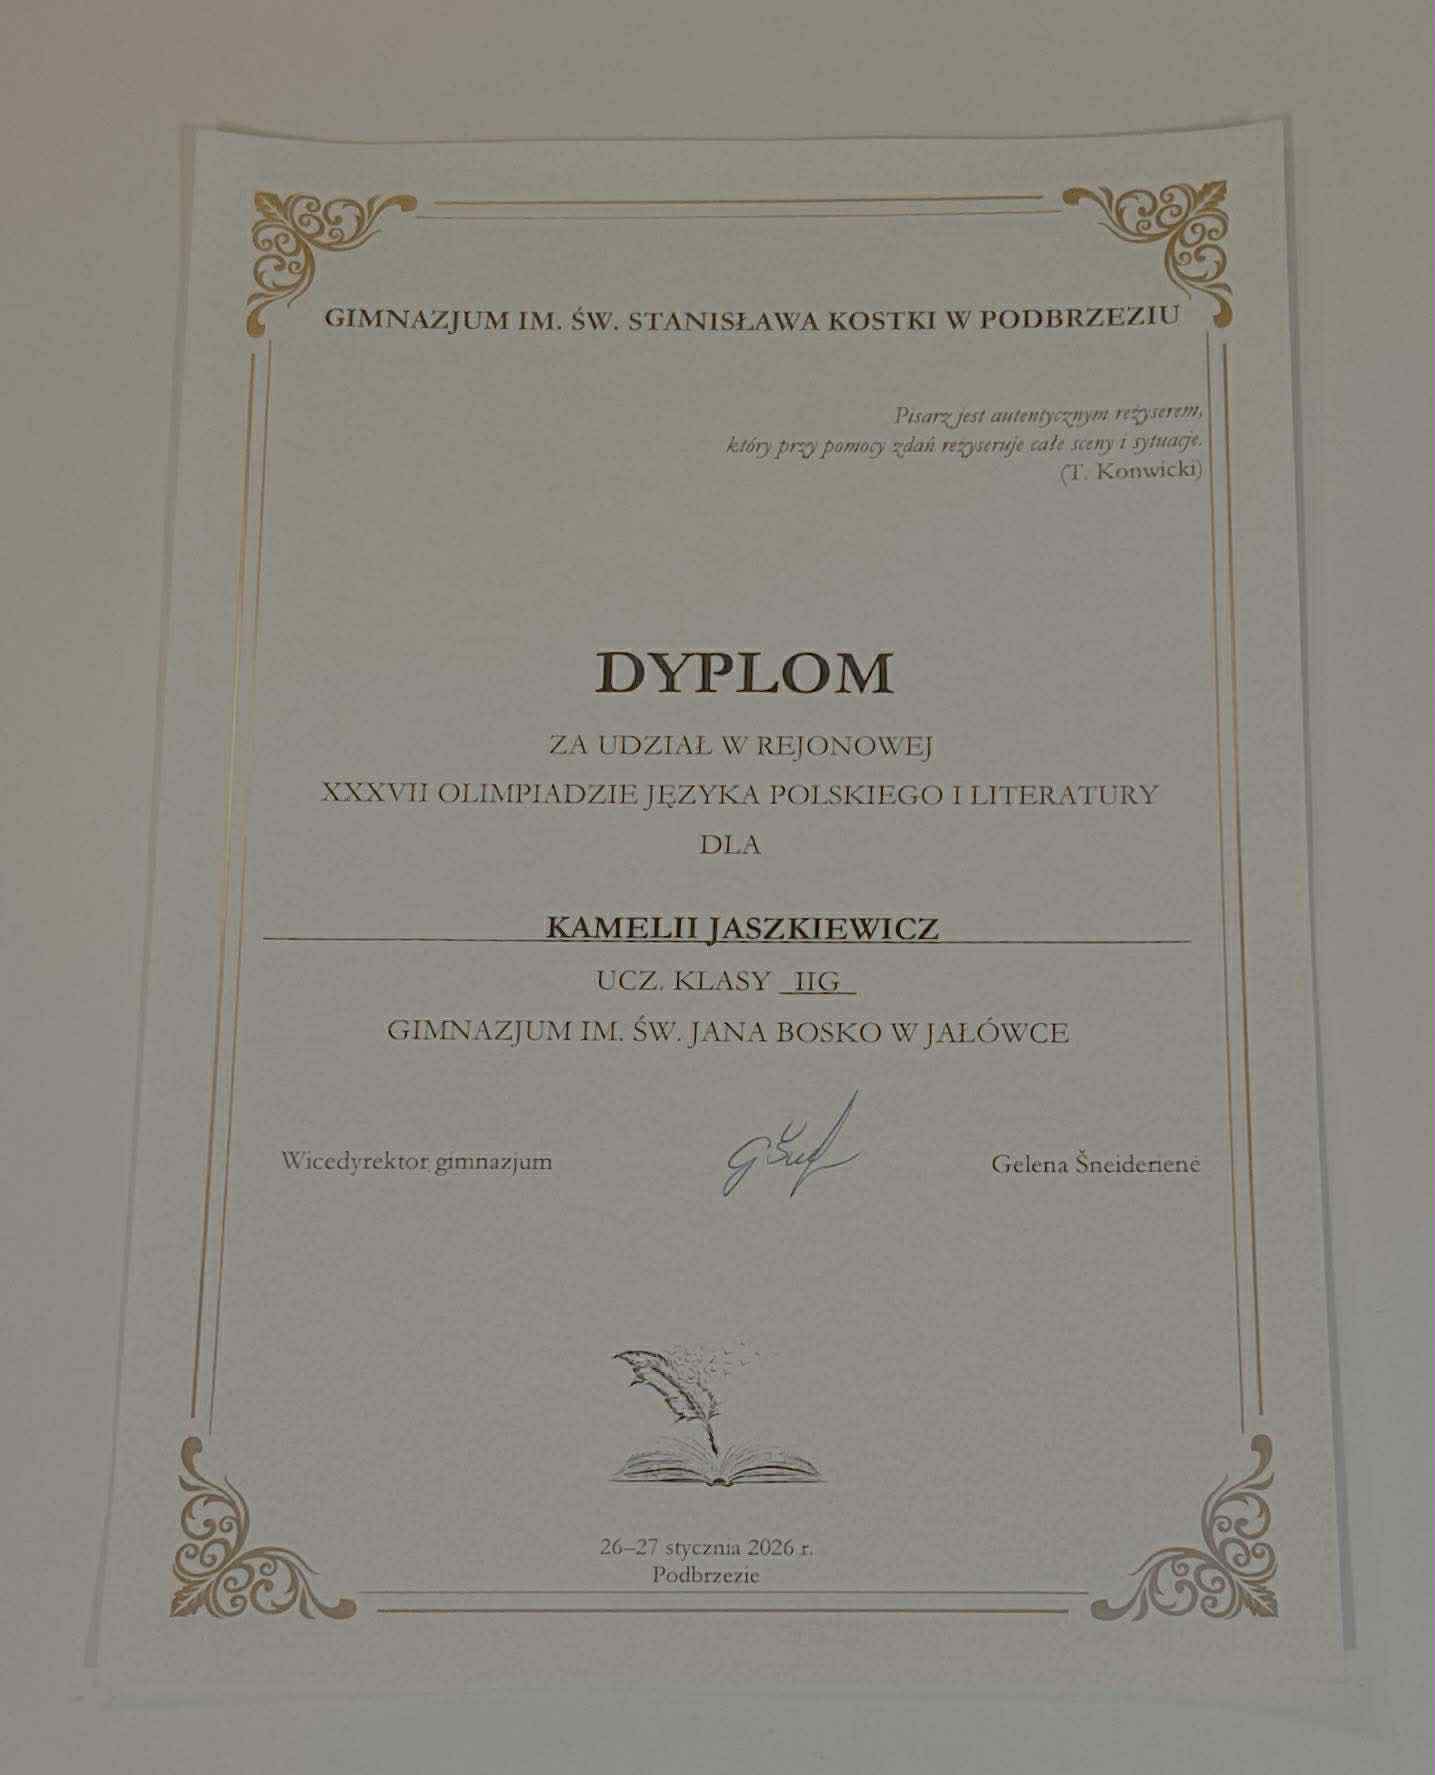 GIMNAZJUM IM. ŚW. STANISŁAWA KOSTKI W PODBRZEZIU
Pisarz jest autentycznym reżyserem,
który przy pomocy zdań reżyseruje całe sceny i sytuacje.
(T. Konwicki)
DYPLOM
ZA UDZIAŁ W REJONOWEJ
XXXVII OLIMPIADZIE JĘZYKA POLSKIEGO I LITERATURY
DLA
KAMELII JASZKIEWICZ
UCZ. KLASY IIG
GIMNAZJUM IM. ŚW. JANA BOSKO W JAŁÓWCE
Wicedyrektor gimnazjum Gelena Šneiderienė
26–27 stycznia 2026 r.
Podbrzezie